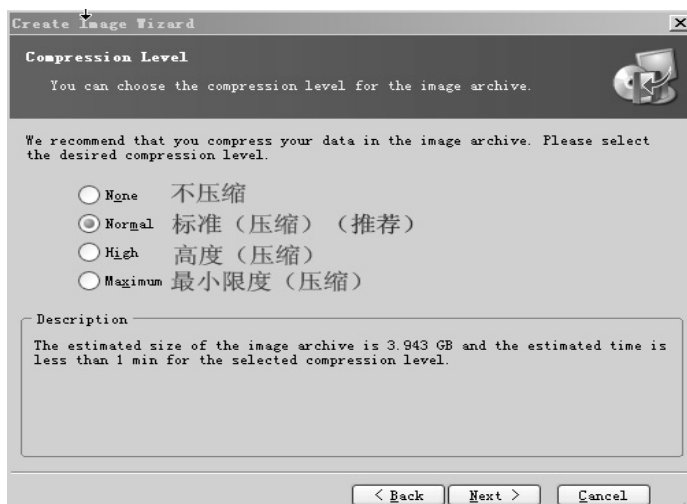 Create Image Wizard
Compression Level
You can choose the compression level for the image archive.
We recommend that you compress your data in the image archive. Please select
the desired compression level.
None 不压缩
Normal 标准（压缩）（推荐）
High 高度（压缩）
Maximum 最小限度（压缩）
Description
The estimated size of the image archive is 3.943 GB and the estimated time is
less than 1 min for the selected compression level.
< Back Next > Cancel